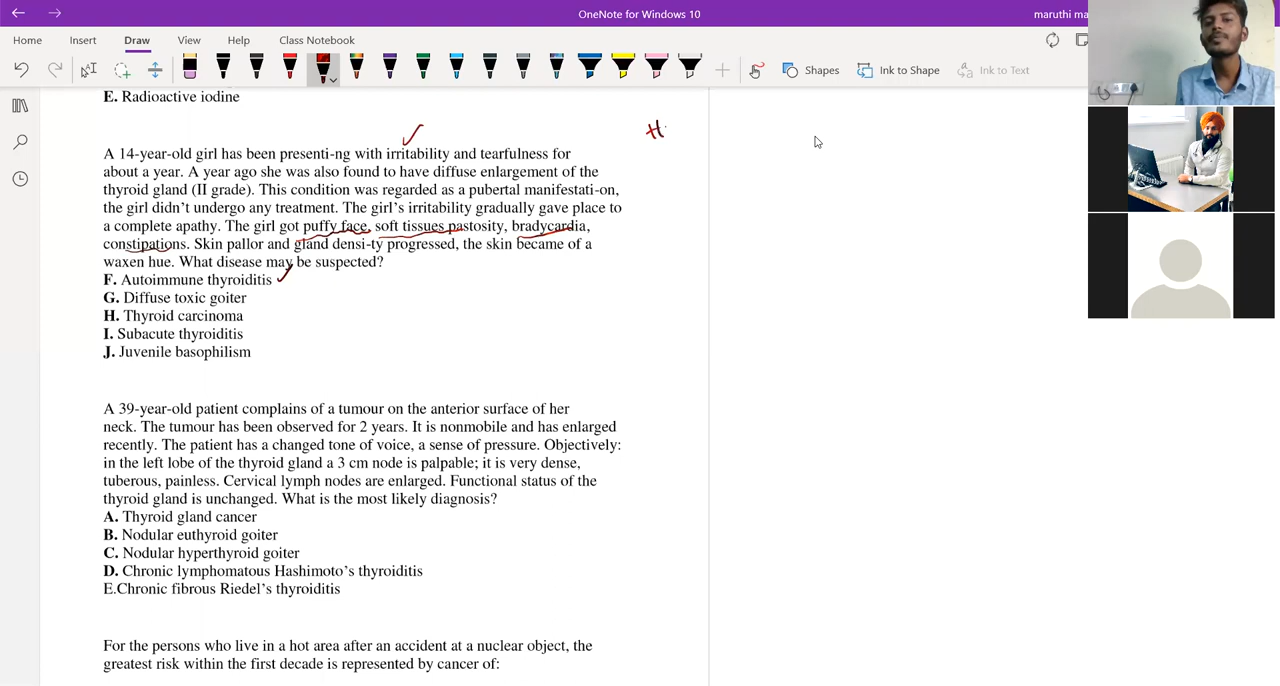 OneNote for Windows 10
maruthi ma
Home Insert Draw View Help Class Notebook
Shapes Ink to Shape Ink to Text
E. Radioactive iodine
H
A 14-year-old girl has been presenti-ng with irritability and tearfulness for
about a year. A year ago she was also found to have diffuse enlargement of the
thyroid gland (II grade). This condition was regarded as a pubertal manifestati-on,
the girl didn't undergo any treatment. The girl's irritability gradually gave place to
a complete apathy. The girl got puffy face, soft tissues pastosity, bradycardia,
constipations. Skin pallor and gland densi-ty progressed, the skin became of a
waxen hue. What disease may be suspected?
F. Autoimmune thyroiditis
G. Diffuse toxic goiter
H. Thyroid carcinoma
I. Subacute thyroiditis
J. Juvenile basophilism
A 39-year-old patient complains of a tumour on the anterior surface of her
neck. The tumour has been observed for 2 years. It is nonmobile and has enlarged
recently. The patient has a changed tone of voice, a sense of pressure. Objectively:
in the left lobe of the thyroid gland a 3 cm node is palpable; it is very dense,
tuberous, painless. Cervical lymph nodes are enlarged. Functional status of the
thyroid gland is unchanged. What is the most likely diagnosis?
A. Thyroid gland cancer
B. Nodular euthyroid goiter
C. Nodular hyperthyroid goiter
D. Chronic lymphomatous Hashimoto's thyroiditis
E.Chronic fibrous Riedel's thyroiditis
For the persons who live in a hot area after an accident at a nuclear object, the
greatest risk within the first decade is represented by cancer of: